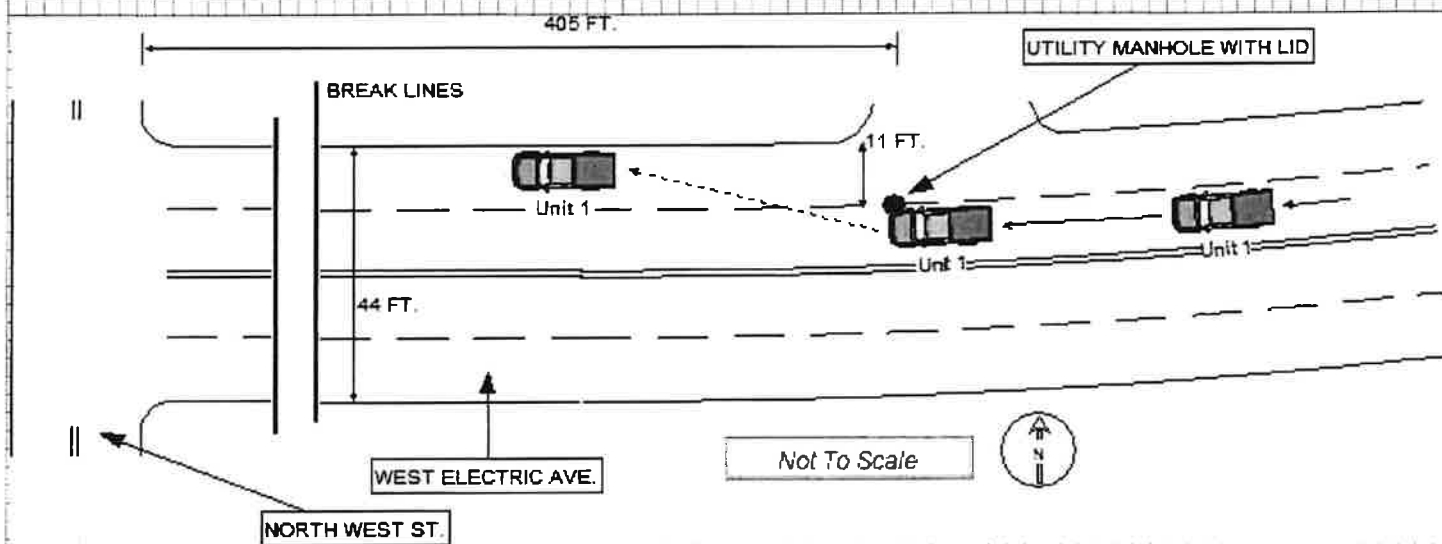 405 FT.
UTILITY MANHOLE WITH LID
BREAK LINES
11 FT.
Unit 1
Unit 1
Unit 1
44 FT.
WEST ELECTRIC AVE.
Not To Scale
N
NORTH WEST ST.